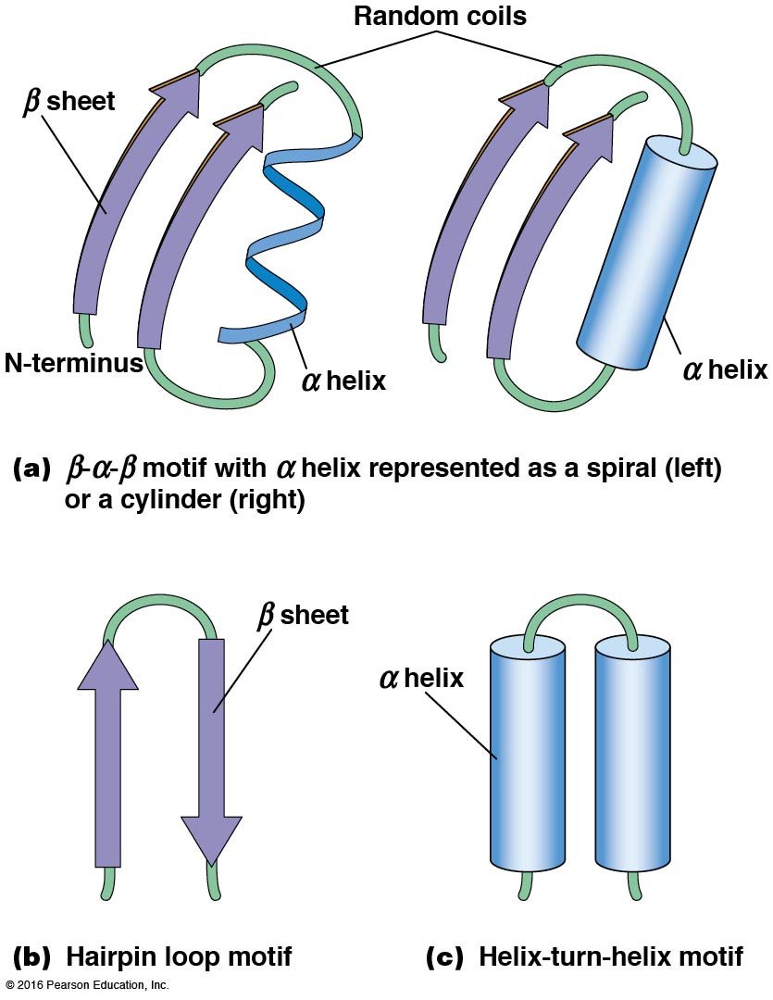 Random coils
β sheet
N-terminus
α helix
α helix
(a) β-α-β motif with α helix represented as a spiral (left)
or a cylinder (right)
β sheet
α helix
(b) Hairpin loop motif
(c) Helix-turn-helix motif
© 2016 Pearson Education, Inc.